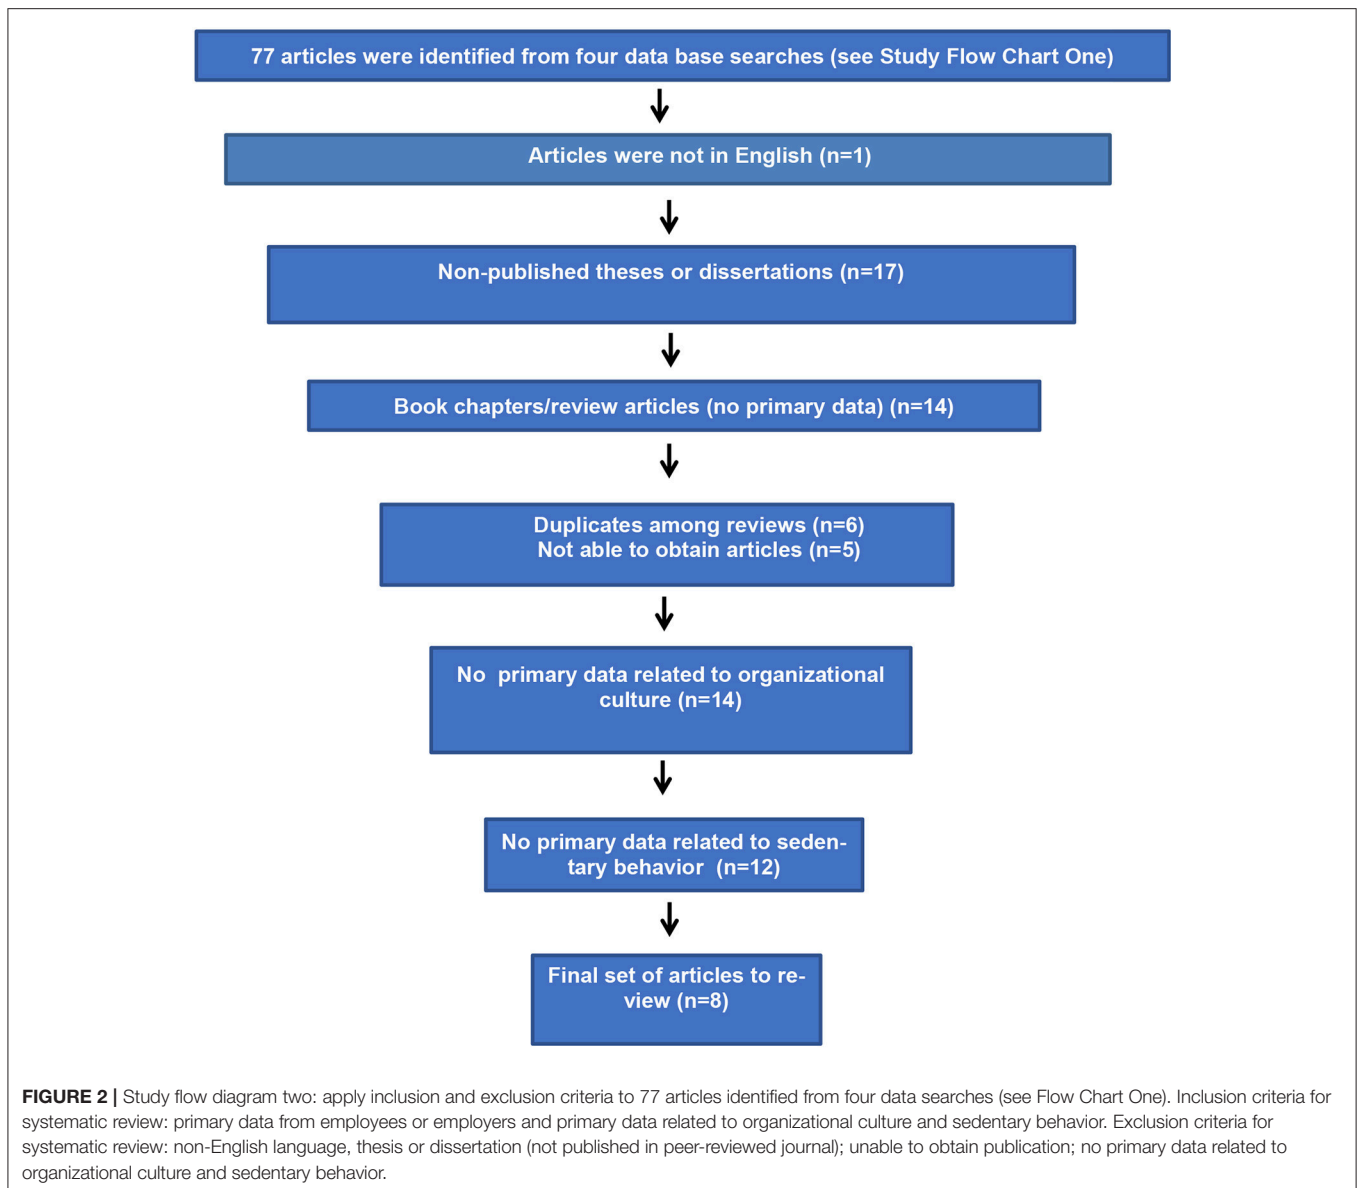 77 articles were identified from four data base searches (see Study Flow Chart One)
Articles were not in English (n=1)
Non-published theses or dissertations (n=17)
Book chapters/review articles (no primary data) (n=14)
Duplicates among reviews (n=6)
Not able to obtain articles (n=5)
No  primary data related to organizational
culture (n=14)
No primary data related to seden-
tary behavior  (n=12)
Final set of articles to re-
view (n=8)
FIGURE 2 | Study flow diagram two: apply inclusion and exclusion criteria to 77 articles identified from four data searches (see Flow Chart One). Inclusion criteria for
systematic review: primary data from employees or employers and primary data related to organizational culture and sedentary behavior. Exclusion criteria for
systematic review: non-English language, thesis or dissertation (not published in peer-reviewed journal); unable to obtain publication; no primary data related to
organizational culture and sedentary behavior.